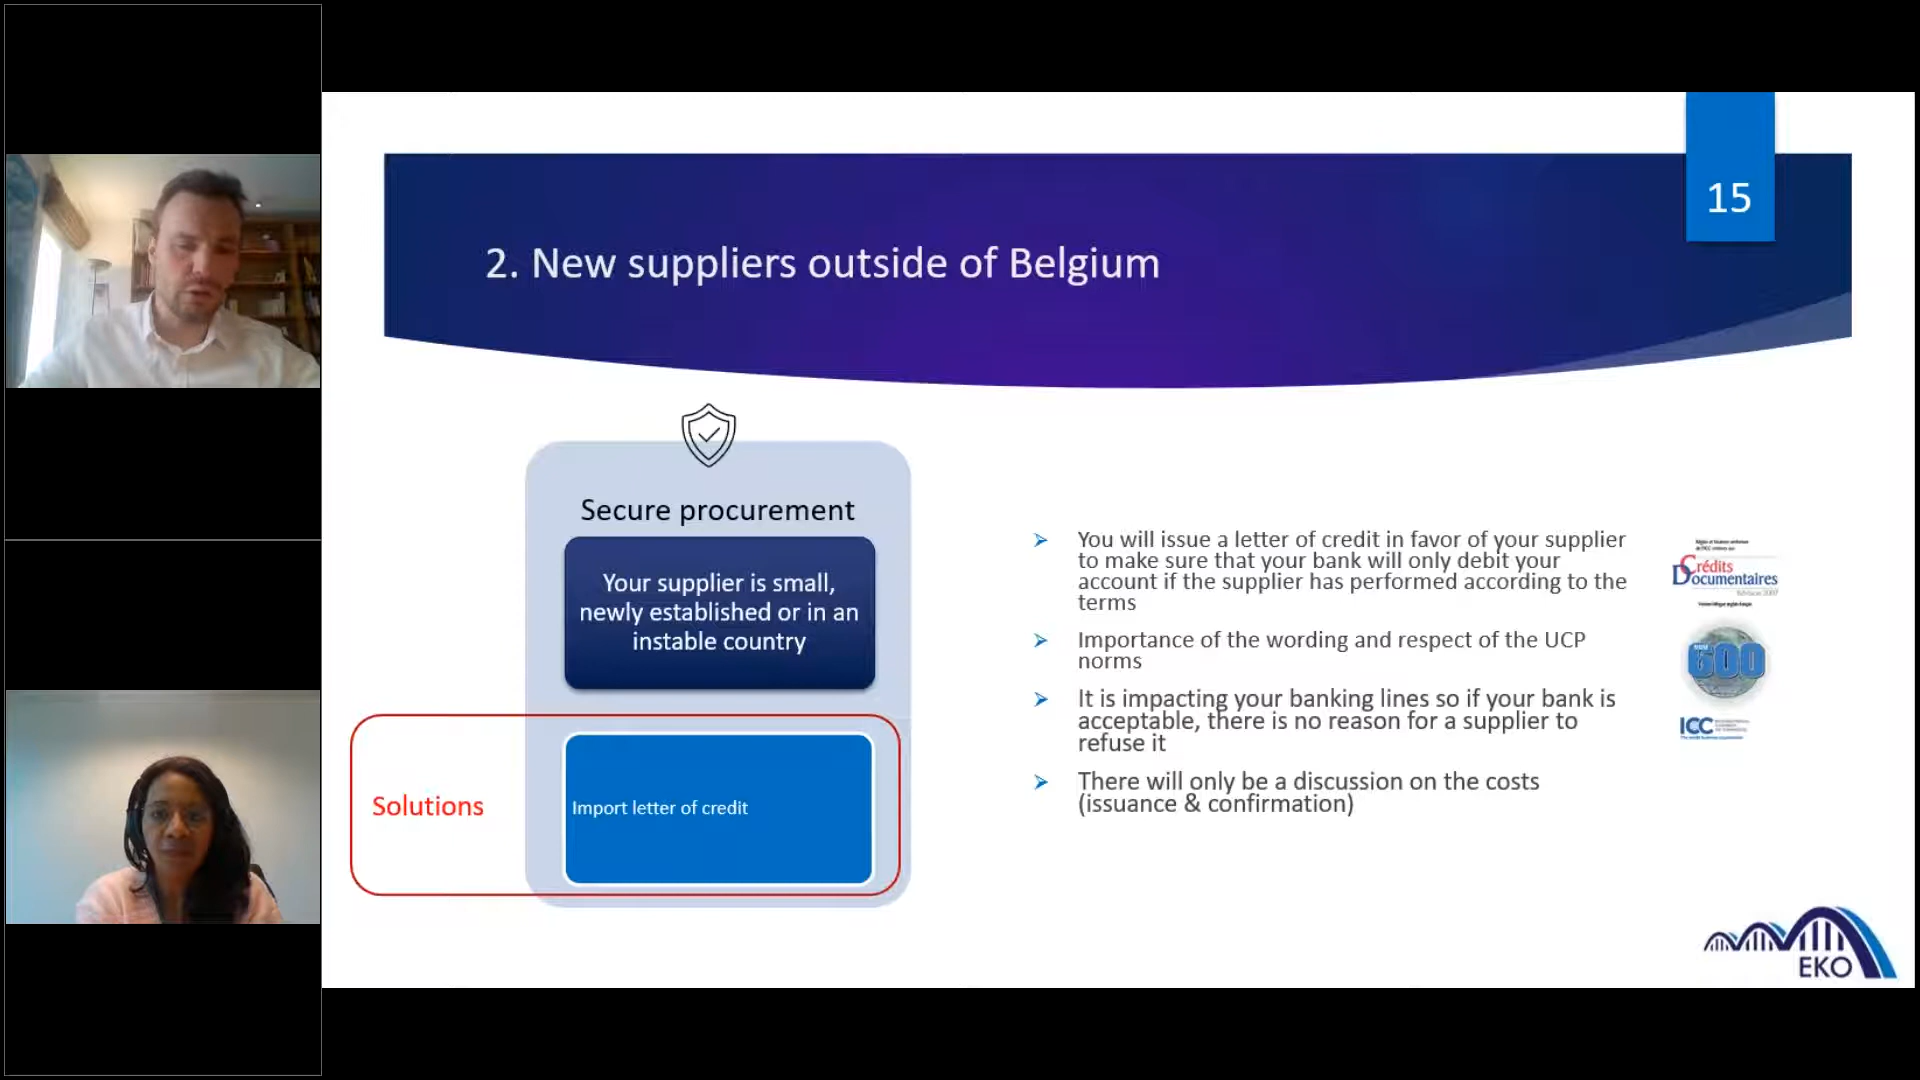 15
2. New suppliers outside of Belgium
Secure procurement
Your supplier is small,
newly established or in an
instable country
Solutions
Import letter of credit
You will issue a letter of credit in favor of your supplier
to make sure that your bank will only debit your
account if the supplier has performed according to the
terms
Importance of the wording and respect of the UCP
norms
It is impacting your banking lines so if your bank is
acceptable, there is no reason for a supplier to
refuse it
There will only be a discussion on the costs
(issuance & confirmation)
Crédits
Documentaires
600
ICC
EKO